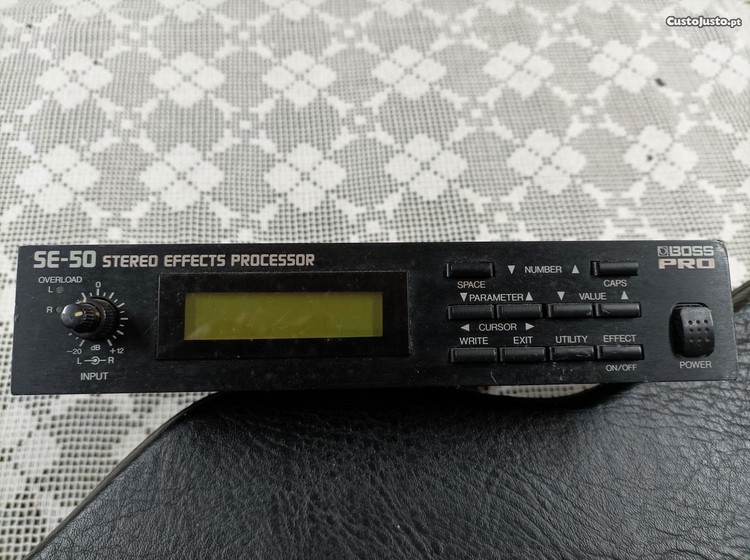 CustoJusto.pt
SE-50 STEREO EFFECTS PROCESSOR
BOSS
PRO
OVERLOAD
L
R
0
-20 dB +12
L R
INPUT
▼ NUMBER ▲
SPACE CAPS
▼PARAMETER▲ ▼ VALUE ▲
◀ CURSOR ▶
WRITE EXIT UTILITY EFFECT
ON/OFF
POWER